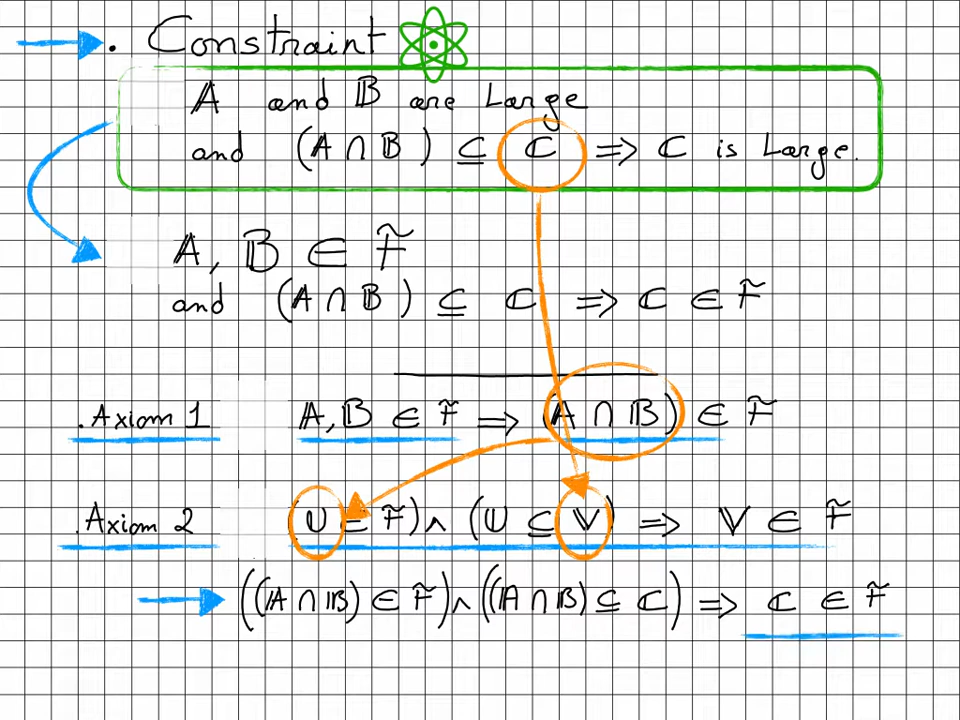 . Constraint
𝔸 and 𝔹 are Large
and (𝔸 ∩ 𝔹) ⊆ ℂ ⟹ ℂ is Large.
𝔸, 𝔹 ∈ F̃
and (𝔸 ∩ 𝔹) ⊆ ℂ ⟹ ℂ ∈ F̃
.Axiom 1 𝔸, 𝔹 ∈ F̃ ⟹ (𝔸 ∩ 𝔹) ∈ F̃
.Axiom 2 (𝕌 ∈ F̃) ∧ (𝕌 ⊆ 𝕍) ⟹ 𝕍 ∈ F̃
((𝔸 ∩ 𝔹) ∈ F̃) ∧ ((𝔸 ∩ 𝔹) ⊆ ℂ) ⟹ ℂ ∈ F̃